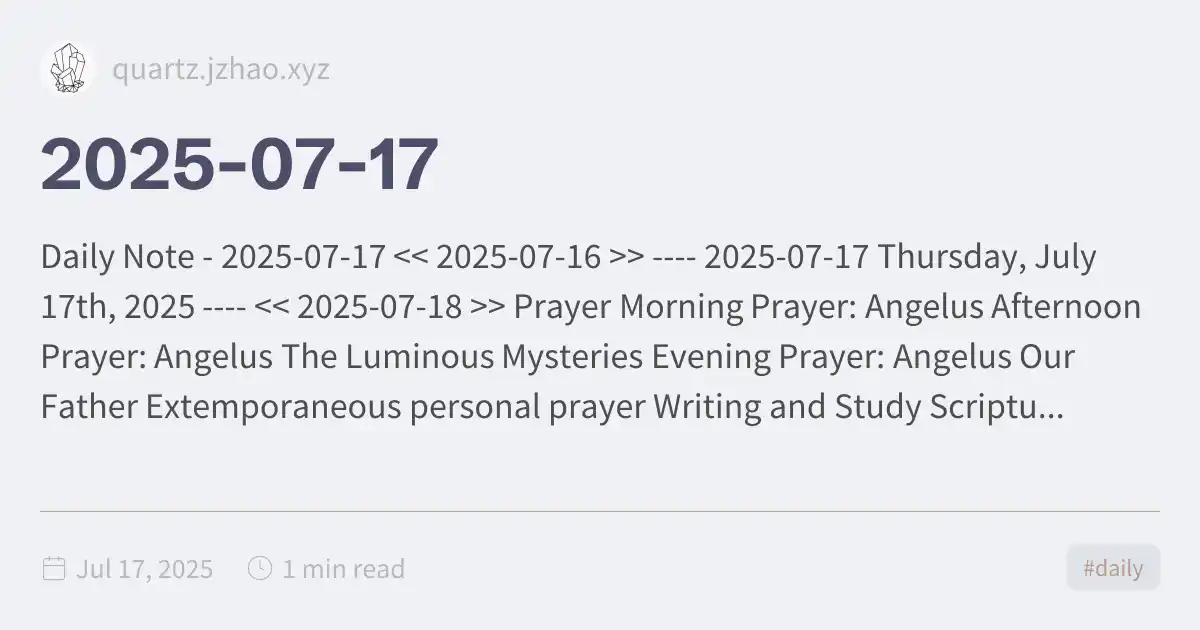 quartz.jzhao.xyz
2025-07-17
Daily Note - 2025-07-17 << 2025-07-16 >> ---- 2025-07-17 Thursday, July
17th, 2025 ---- << 2025-07-18 >> Prayer Morning Prayer: Angelus Afternoon
Prayer: Angelus The Luminous Mysteries Evening Prayer: Angelus Our
Father Extemporaneous personal prayer Writing and Study Scriptu...
Jul 17, 2025 1 min read #daily